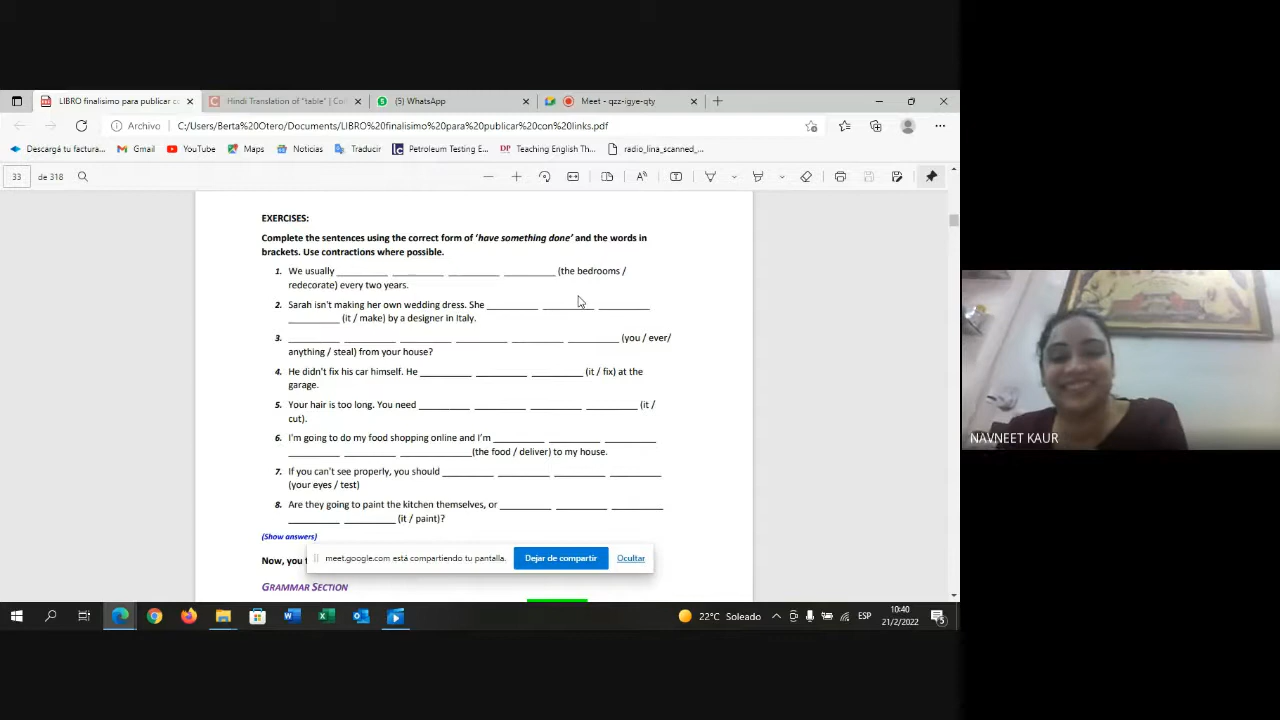 LIBRO finalisimo para publicar c
Hindi Translation of "table" | Co
(5) WhatsApp
Meet - qzz-igye-qty
Archivo
C:/Users/Berta%20Otero/Documents/LIBRO%20finalisimo%20para%20publicar%20con%20links.pdf
Descargá tu factura...
Gmail
YouTube
Maps
Noticias
Traducir
Petroleum Testing E...
DP Teaching English Th...
radio_lina_scanned_...
33 de 318
EXERCISES:
Complete the sentences using the correct form of 'have something done' and the words in
brackets. Use contractions where possible.
1. We usually _________ _________ _________ _________ (the bedrooms /
redecorate) every two years.
2. Sarah isn't making her own wedding dress. She _________ _________ _________
_________ (it / make) by a designer in Italy.
3. _________ _________ _________ _________ _________ _________ (you / ever/
anything / steal) from your house?
4. He didn't fix his car himself. He _________ _________ _________ (it / fix) at the
garage.
5. Your hair is too long. You need _________ _________ _________ _________ (it /
cut).
6. I'm going to do my food shopping online and I'm _________ _________ _________
_________ _________ _____________(the food / deliver) to my house.
7. If you can't see properly, you should _________ _________ _________ _________
(your eyes / test)
8. Are they going to paint the kitchen themselves, or _________ _________ _________
_________ _________ (it / paint)?
(Show answers)
Now, you
meet.google.com está compartiendo tu pantalla.
Dejar de compartir
Ocultar
GRAMMAR SECTION
NAVNEET KAUR
22°C Soleado
ESP
10:40
21/2/2022
5